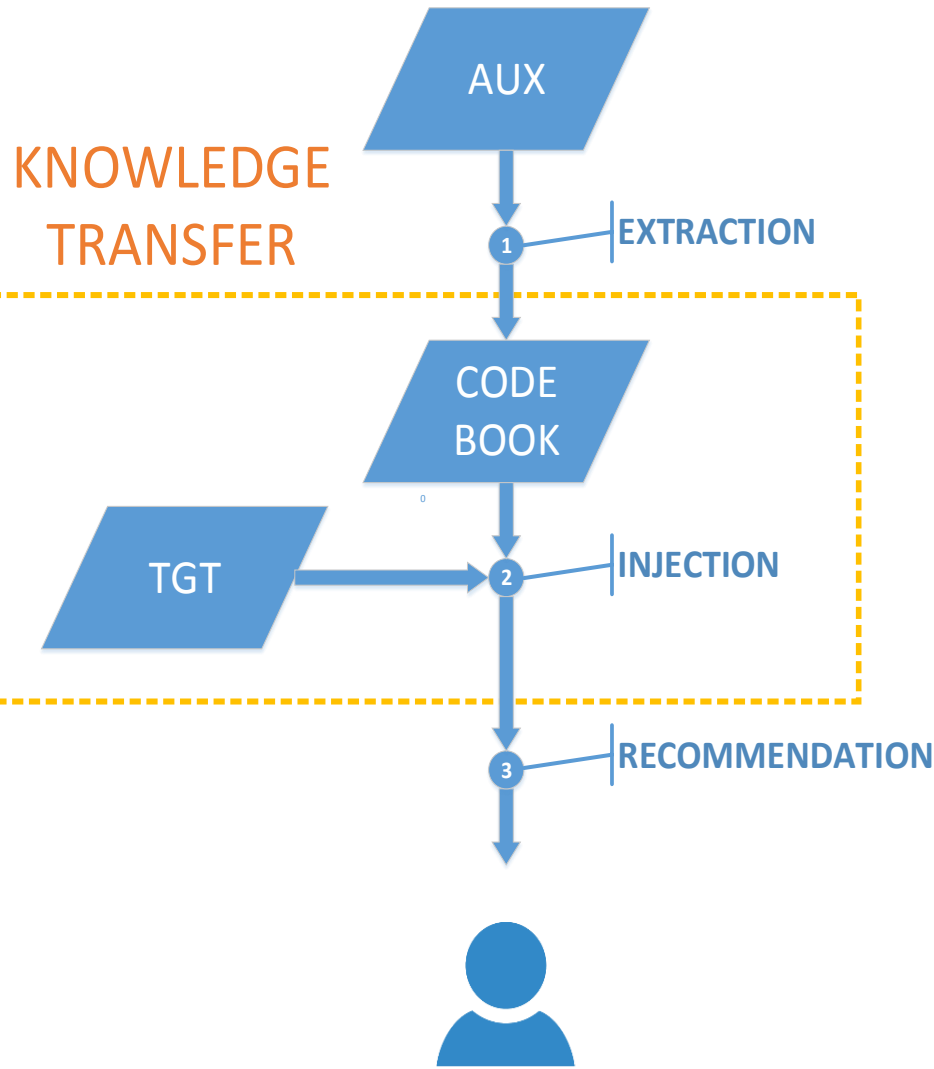 AUX
KNOWLEDGE
TRANSFER
1
EXTRACTION
CODE
BOOK
0
TGT
2
INJECTION
3
RECOMMENDATION